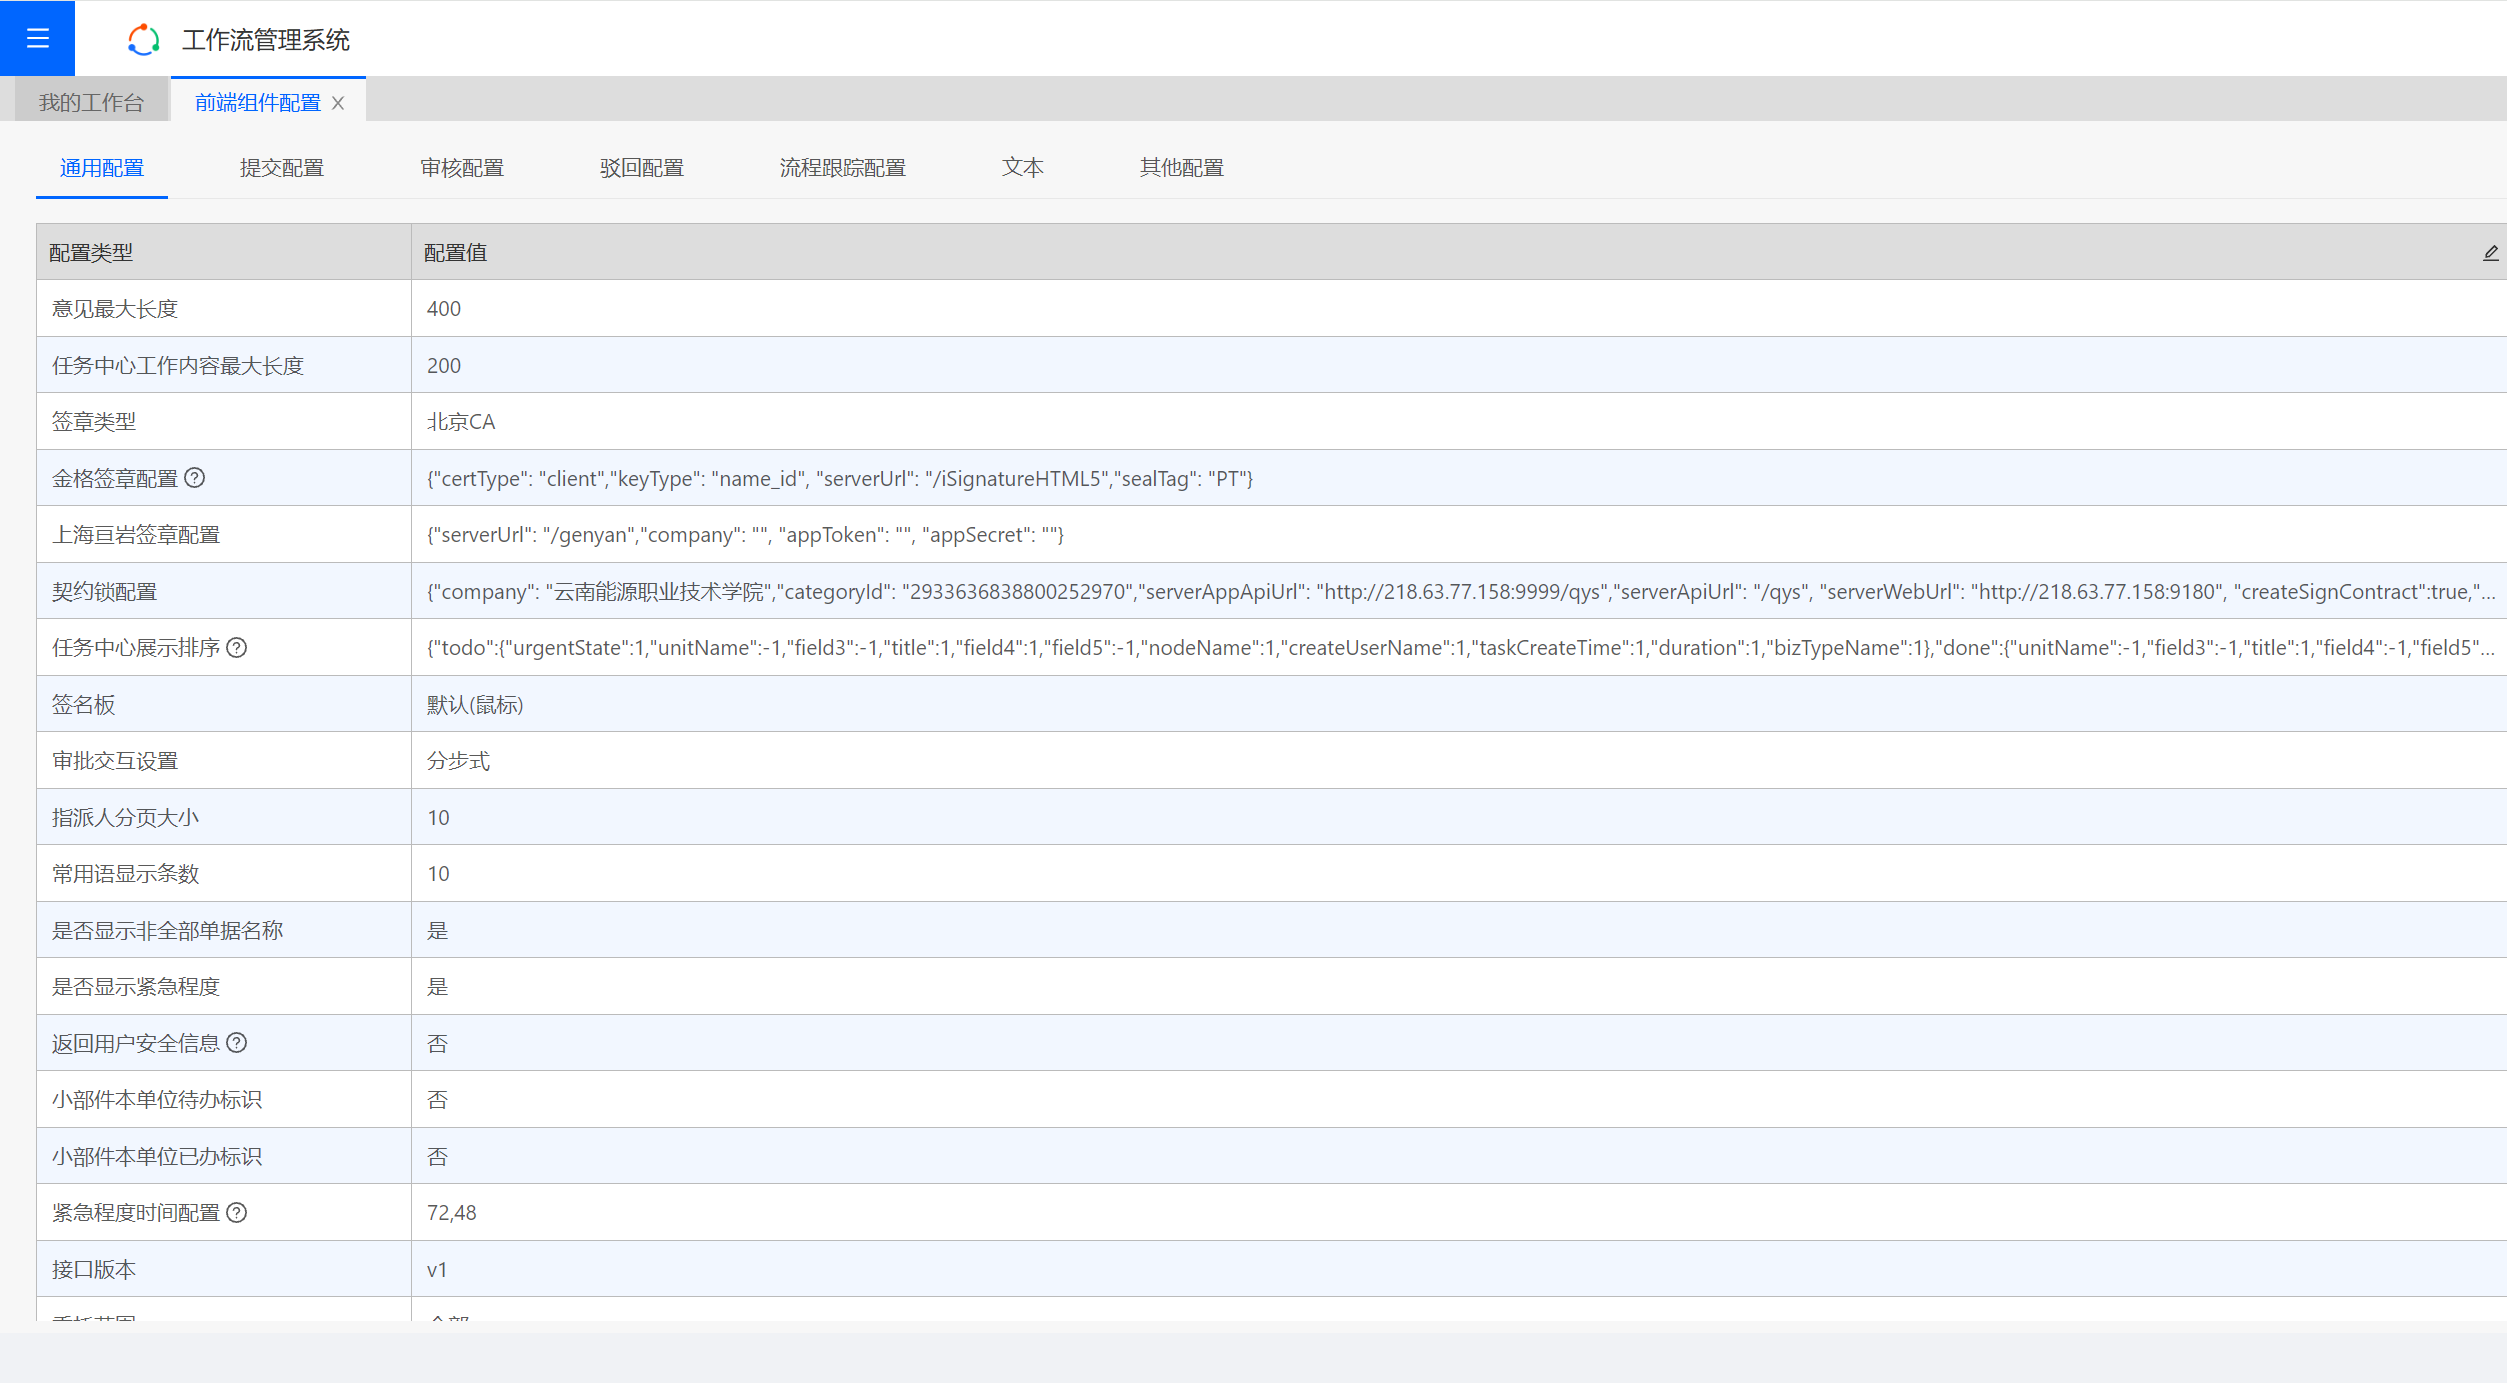 工作流管理系统
我的工作台
前端组件配置
通用配置 提交配置 审核配置 驳回配置 流程跟踪配置 文本 其他配置
配置类型 配置值
意见最大长度 400
任务中心工作内容最大长度 200
签章类型 北京CA
金格签章配置 {"certType": "client","keyType": "name_id", "serverUrl": "/iSignatureHTML5","sealTag": "PT"}
上海亘岩签章配置 {"serverUrl": "/genyan","company": "", "appToken": "", "appSecret": ""}
契约锁配置 {"company": "云南能源职业技术学院","categoryId": "2933636838800252970","serverAppApiUrl": "http://218.63.77.158:9999/qys","serverApiUrl": "/qys", "serverWebUrl": "http://218.63.77.158:9180", "createSignContract":true,"...
任务中心展示排序 {"todo":{"urgentState":1,"unitName":-1,"field3":-1,"title":1,"field4":1,"field5":-1,"nodeName":1,"createUserName":1,"taskCreateTime":1,"duration":1,"bizTypeName":1},"done":{"unitName":-1,"field3":-1,"title":1,"field4":-1,"field5"...
签名板 默认(鼠标)
审批交互设置 分步式
指派人分页大小 10
常用语显示条数 10
是否显示非全部单据名称 是
是否显示紧急程度 是
返回用户安全信息 否
小部件本单位待办标识 否
小部件本单位已办标识 否
紧急程度时间配置 72,48
接口版本 v1